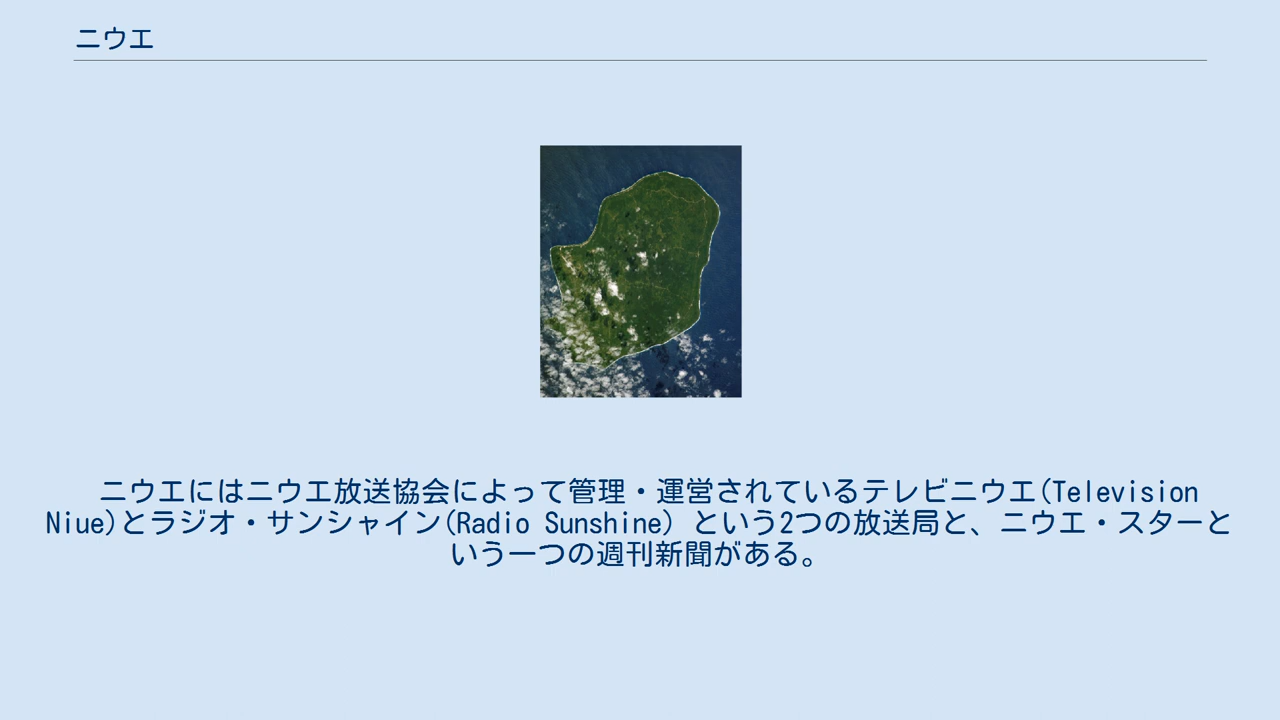 ニウエ
ニウエにはニウエ放送協会によって管理・運営されているテレビニウエ(Television
Niue)とラジオ・サンシャイン(Radio Sunshine) という2つの放送局と、ニウエ・スターと
いう一つの週刊新聞がある。